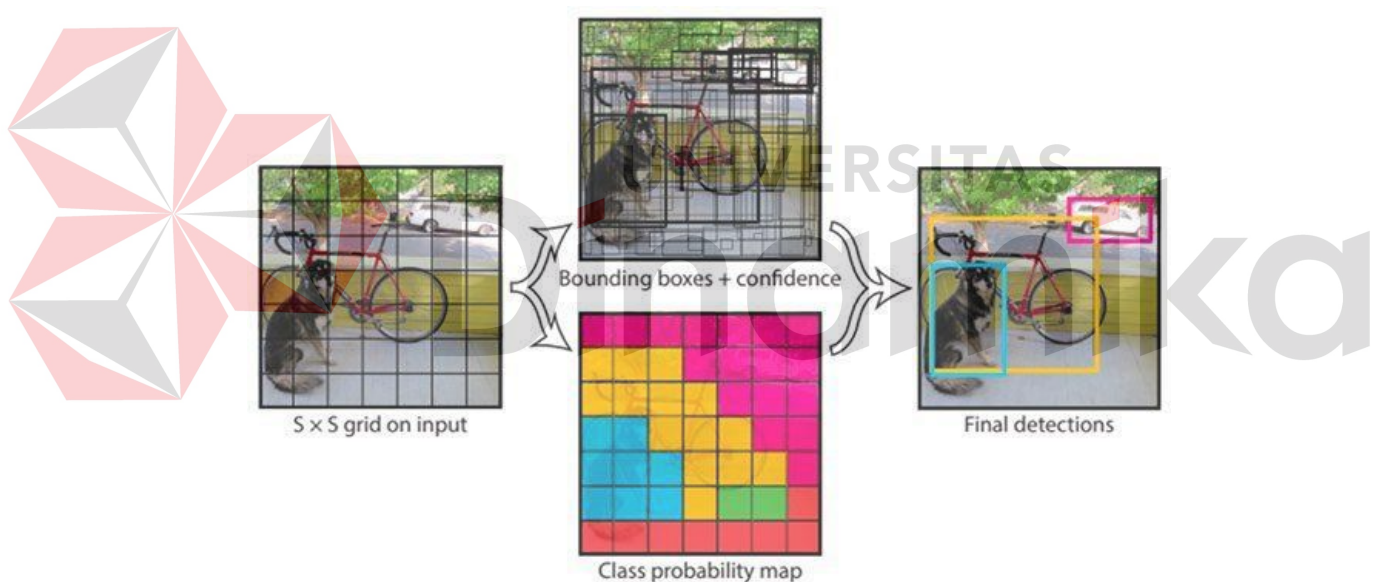 UNIVERSITAS
Dinamika
Bounding boxes + confidence
S × S grid on input
Final detections
Class probability map